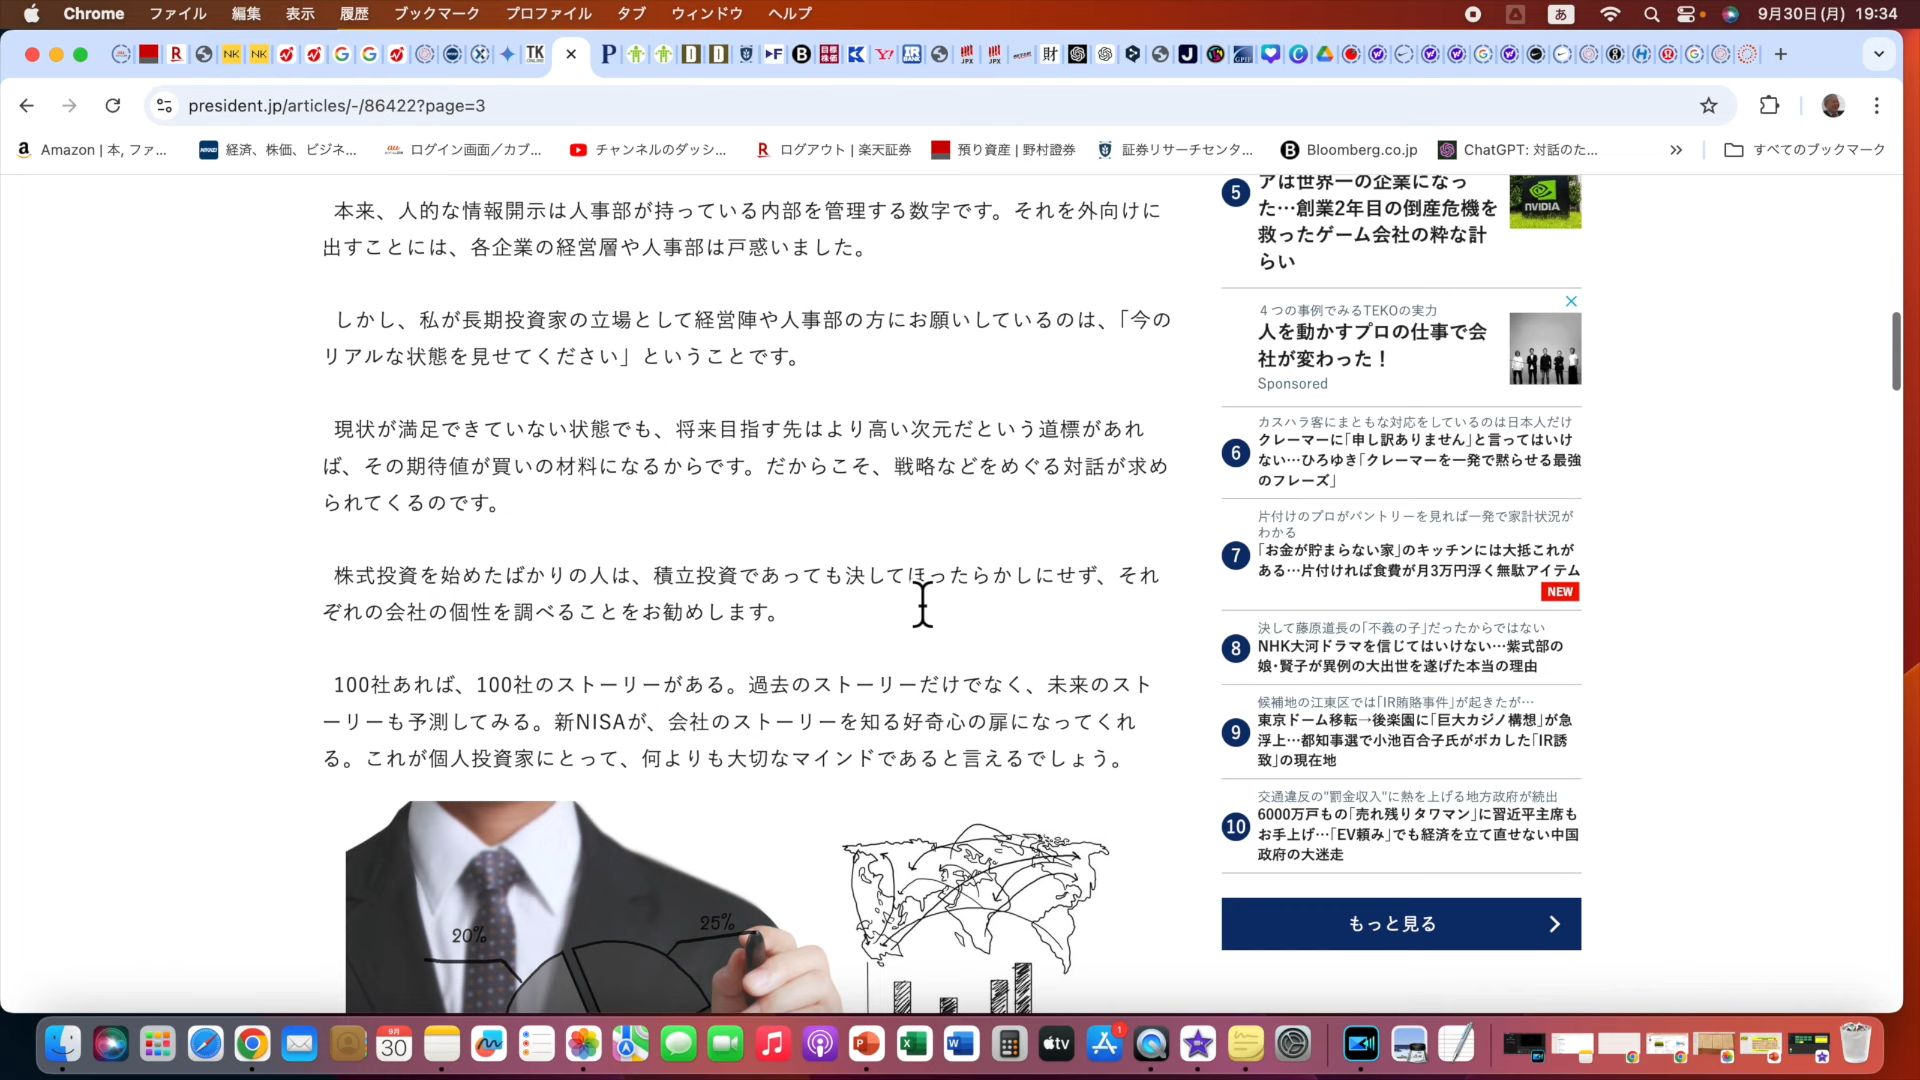 Chrome ファイル 編集 表示 履歴 ブックマーク プロファイル タブ ウィンドウ ヘルプ
あ 9月30日(月) 19:34
president.jp/articles/-/86422?page=3
Amazon | 本, ファ... 経済、株価、ビジネ... ログイン画面／カブ... チャンネルのダッシ... ログアウト | 楽天証券 預り資産 | 野村證券 証券リサーチセンタ... Bloomberg.co.jp ChatGPT: 対話のた... すべてのブックマーク
本来、人的な情報開示は人事部が持っている内部を管理する数字です。それを外向けに
出すことには、各企業の経営層や人事部は戸惑いました。
しかし、私が長期投資家の立場として経営陣や人事部の方にお願いしているのは、「今の
リアルな状態を見せてください」ということです。
現状が満足できていない状態でも、将来目指す先はより高い次元だという道標があれ
ば、その期待値が買いの材料になるからです。だからこそ、戦略などをめぐる対話が求め
られてくるのです。
株式投資を始めたばかりの人は、積立投資であっても決してほったらかしにせず、それ
ぞれの会社の個性を調べることをお勧めします。
100社あれば、100社のストーリーがある。過去のストーリーだけでなく、未来のスト
ーリーも予測してみる。新NISAが、会社のストーリーを知る好奇心の扉になってくれ
る。これが個人投資家にとって、何よりも大切なマインドであると言えるでしょう。
20%
25%
5
アは世界一の企業になっ
た…創業2年目の倒産危機を
救ったゲーム会社の粋な計
らい
NVIDIA
４つの事例でみるTEKOの実力
人を動かすプロの仕事で会
社が変わった！
Sponsored
6
カスハラ客にまともな対応をしているのは日本人だけ
クレーマーに「申し訳ありません」と言ってはいけ
ない…ひろゆき「クレーマーを一発で黙らせる最強
のフレーズ」
7
片付けのプロがパントリーを見れば一発で家計状況が
わかる
「お金が貯まらない家」のキッチンには大抵これが
ある…片付ければ食費が月3万円浮く無駄アイテム
NEW
8
決して藤原道長の「不義の子」だったからではない
NHK大河ドラマを信じてはいけない…紫式部の
娘・賢子が異例の大出世を遂げた本当の理由
9
候補地の江東区では「IR賄賂事件」が起きたが…
東京ドーム移転→後楽園に「巨大カジノ構想」が急
浮上…都知事選で小池百合子氏がボカした「IR誘
致」の現在地
10
交通違反の"罰金収入"に熱を上げる地方政府が続出
6000万戸もの「売れ残りタワマン」に習近平主席も
お手上げ…「EV頼み」でも経済を立て直せない中国
政府の大迷走
もっと見る
9月
30
tv
1